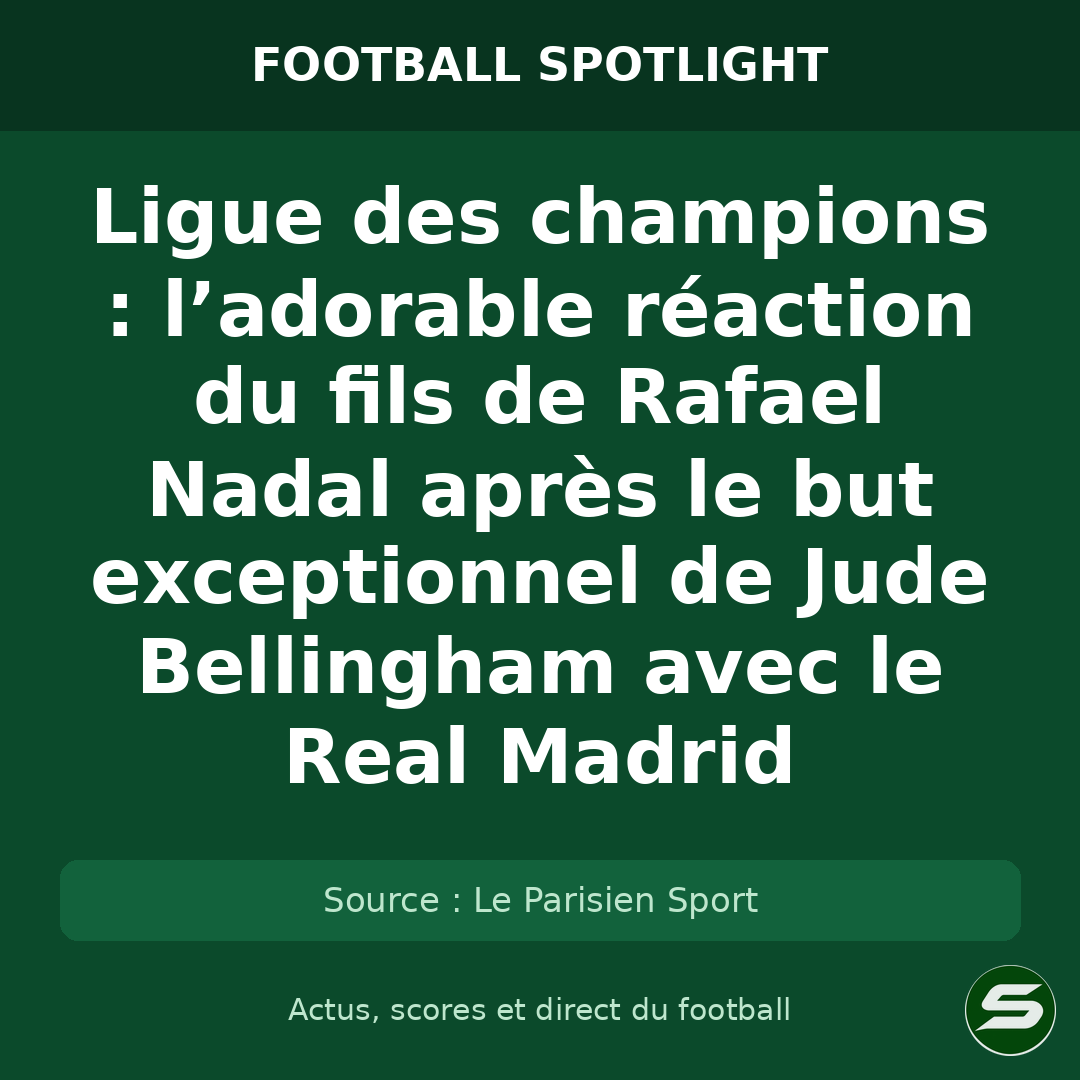 FOOTBALL SPOTLIGHT
Ligue des champions
: l’adorable réaction
du fils de Rafael
Nadal après le but
exceptionnel de Jude
Bellingham avec le
Real Madrid
Source : Le Parisien Sport
Actus, scores et direct du football
S